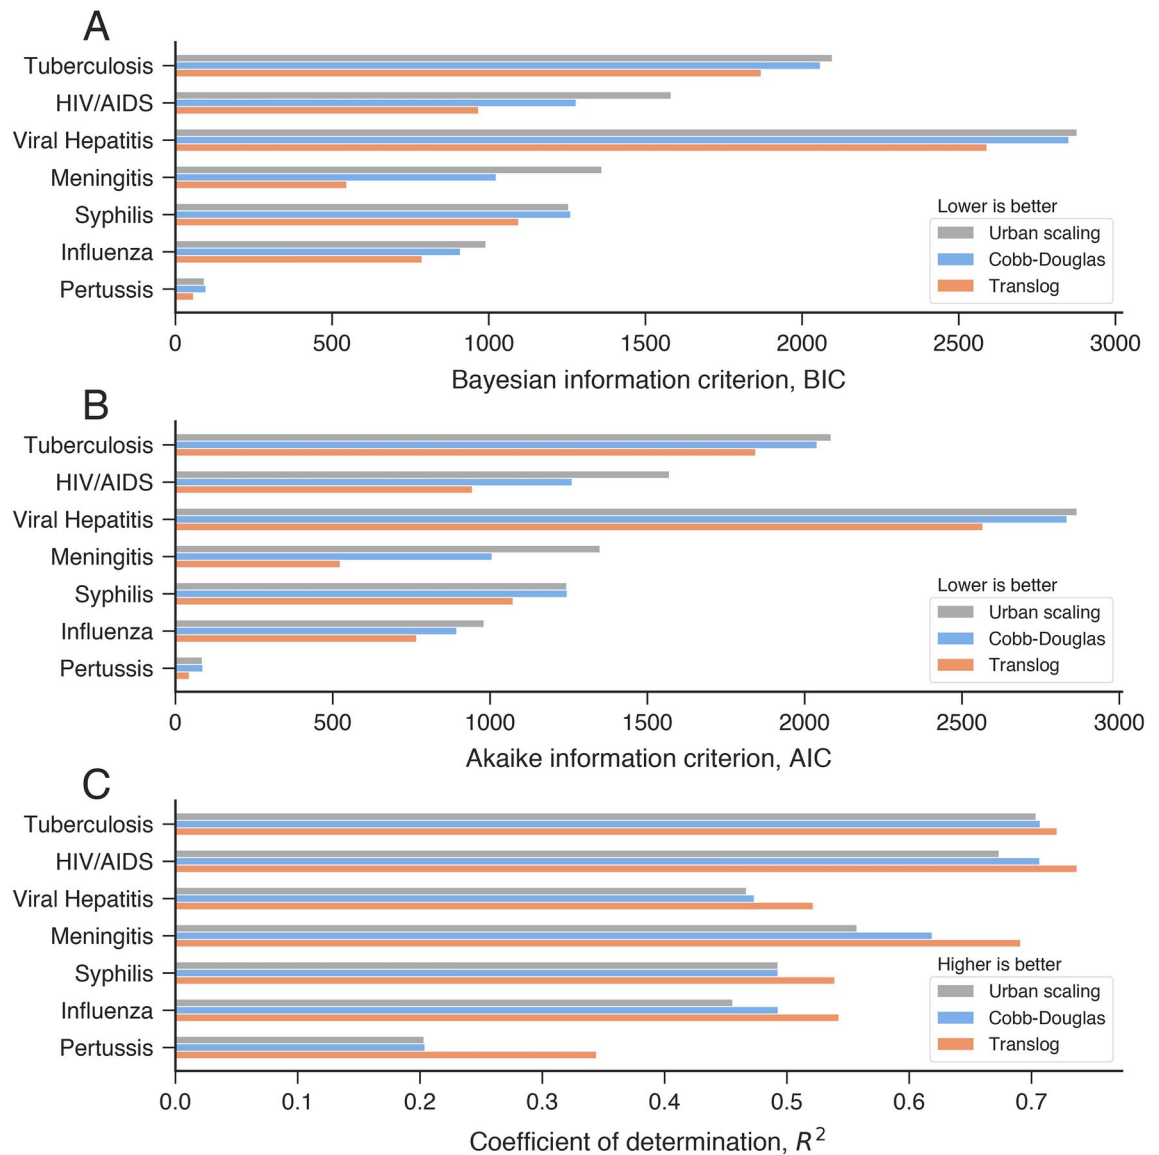 A
Tuberculosis
HIV/AIDS
Viral Hepatitis
Meningitis
Syphilis
Influenza
Pertussis
Lower is better
Urban scaling
Cobb-Douglas
Translog
0 500 1000 1500 2000 2500 3000
Bayesian information criterion, BIC
B
Tuberculosis
HIV/AIDS
Viral Hepatitis
Meningitis
Syphilis
Influenza
Pertussis
Lower is better
Urban scaling
Cobb-Douglas
Translog
0 500 1000 1500 2000 2500 3000
Akaike information criterion, AIC
C
Tuberculosis
HIV/AIDS
Viral Hepatitis
Meningitis
Syphilis
Influenza
Pertussis
Higher is better
Urban scaling
Cobb-Douglas
Translog
0.0 0.1 0.2 0.3 0.4 0.5 0.6 0.7
Coefficient of determination, R²